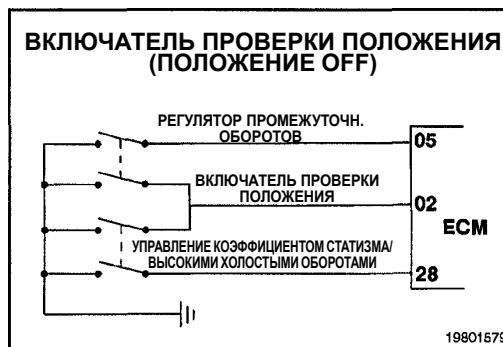 ВКЛЮЧАТЕЛЬ ПРОВЕРКИ ПОЛОЖЕНИЯ
(ПОЛОЖЕНИЕ OFF)
РЕГУЛЯТОР ПРОМЕЖУТОЧН.
ОБОРОТОВ
05
ВКЛЮЧАТЕЛЬ ПРОВЕРКИ
ПОЛОЖЕНИЯ
02
ECM
УПРАВЛЕНИЕ КОЭФФИЦИЕНТОМ СТАТИЗМА/
ВЫСОКИМИ ХОЛОСТЫМИ ОБОРОТАМИ
28
19801579